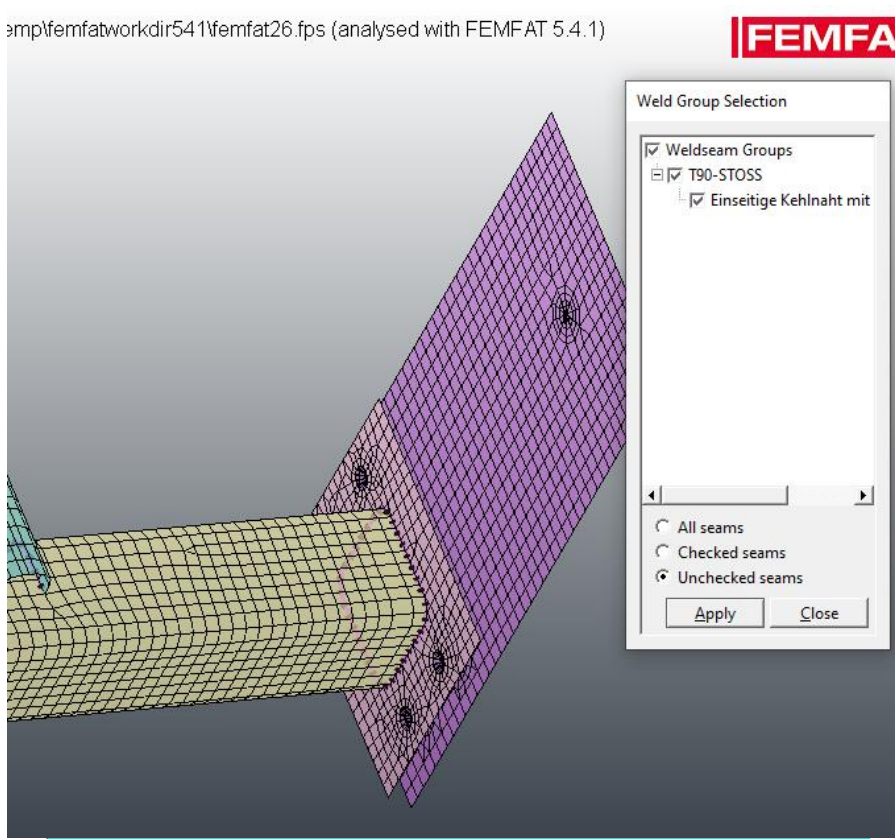 emp\femfatworkdir541\femfat26.fps (analysed with FEMFAT 5.4.1)
FEMFA
Weld Group Selection
Weldseam Groups
T90-STOSS
Einseitige Kehlnaht mit
All seams
Checked seams
Unchecked seams
Apply Close